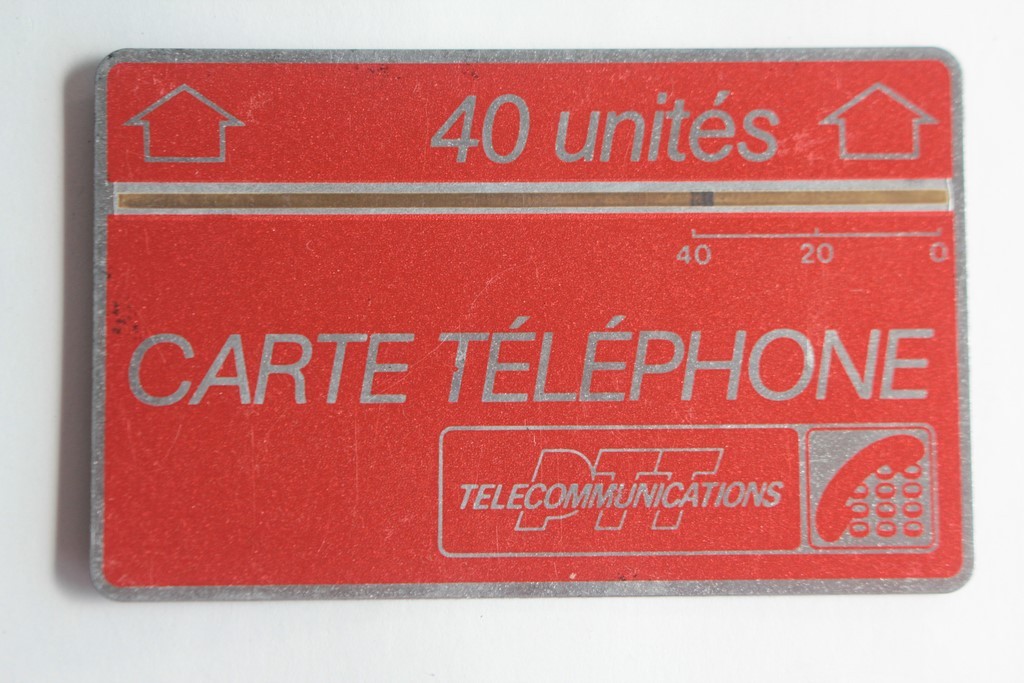 40 unités
40 20 0
CARTE TÉLÉPHONE
PTT
TELECOMMUNICATIONS